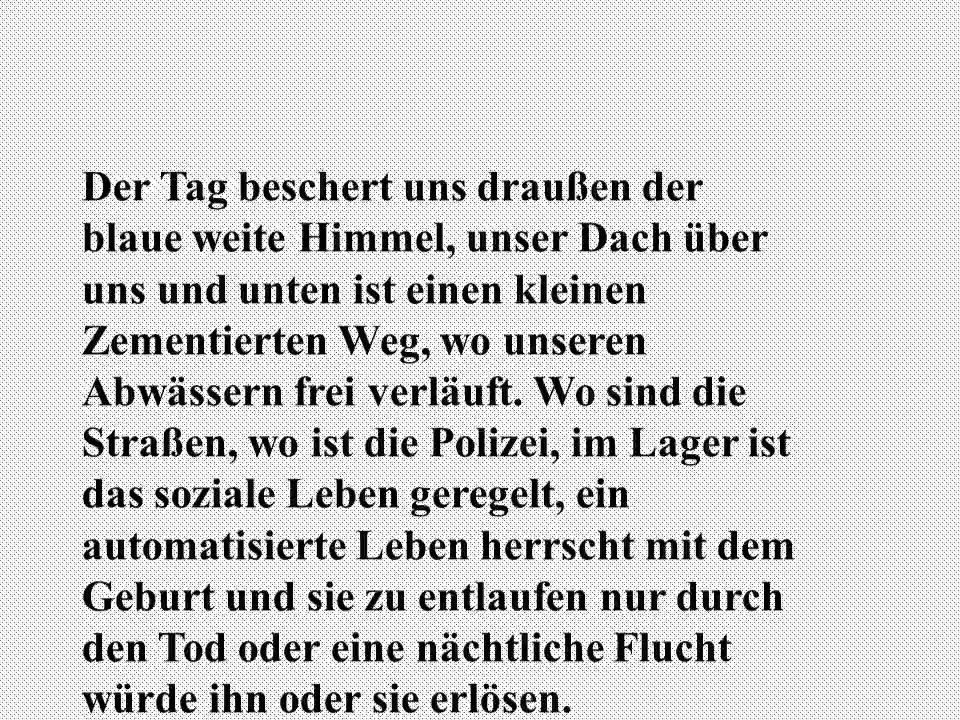 Der Tag beschert uns draußen der
blaue weite Himmel, unser Dach über
uns und unten ist einen kleinen
Zementierten Weg, wo unseren
Abwässern frei verläuft. Wo sind die
Straßen, wo ist die Polizei, im Lager ist
das soziale Leben geregelt, ein
automatisierte Leben herrscht mit dem
Geburt und sie zu entlaufen nur durch
den Tod oder eine nächtliche Flucht
würde ihn oder sie erlösen.